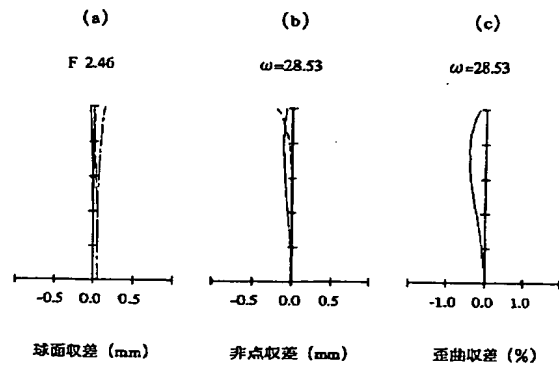 (a) (b) (c)
F 2.46 ω=28.53 ω=28.53
-0.5 0.0 0.5 -0.5 0.0 0.5 -1.0 0.0 1.0
球面収差 (mm) 非点収差 (mm) 歪曲収差 (%)